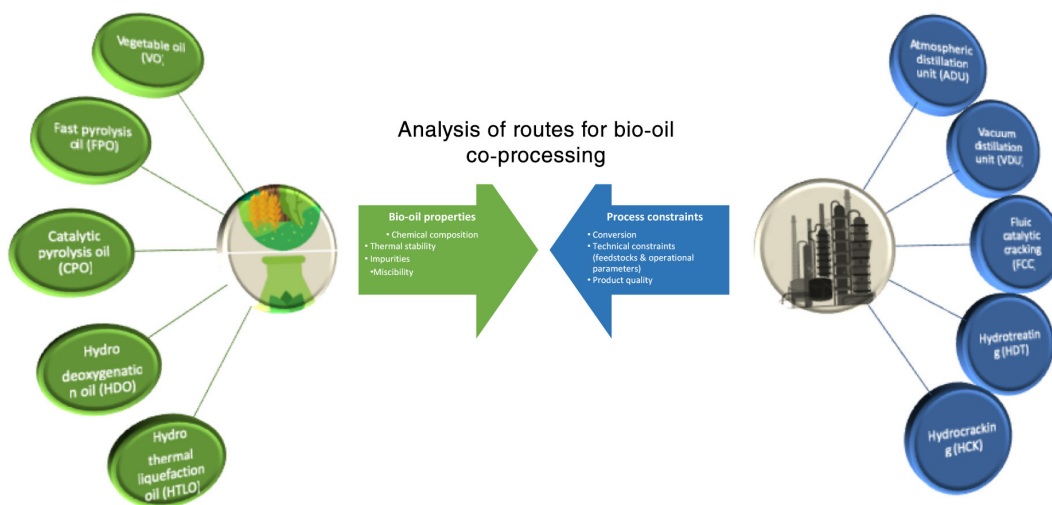 Vegetable oil
(VO)
Fast pyrolysis
oil (FPO)
Catalytic
pyrolysis oil
(CPO)
Hydro
deoxygenatio
n oil (HDO)
Hydro
thermal
liquefaction
oil (HTLO)
Analysis of routes for bio-oil
co-processing
Bio-oil properties
• Chemical composition
• Thermal stability
• Impurities
•Miscibility
Process constraints
• Conversion
• Technical constraints
(feedstocks & operational
parameters)
• Product quality
Atmospheric
distillation
unit (ADU)
Vacuum
distillation
unit (VDU)
Fluic
catalytic
cracking
(FCC)
Hydrotreatin
g (HDT)
Hydrocrackin
g (HCK)